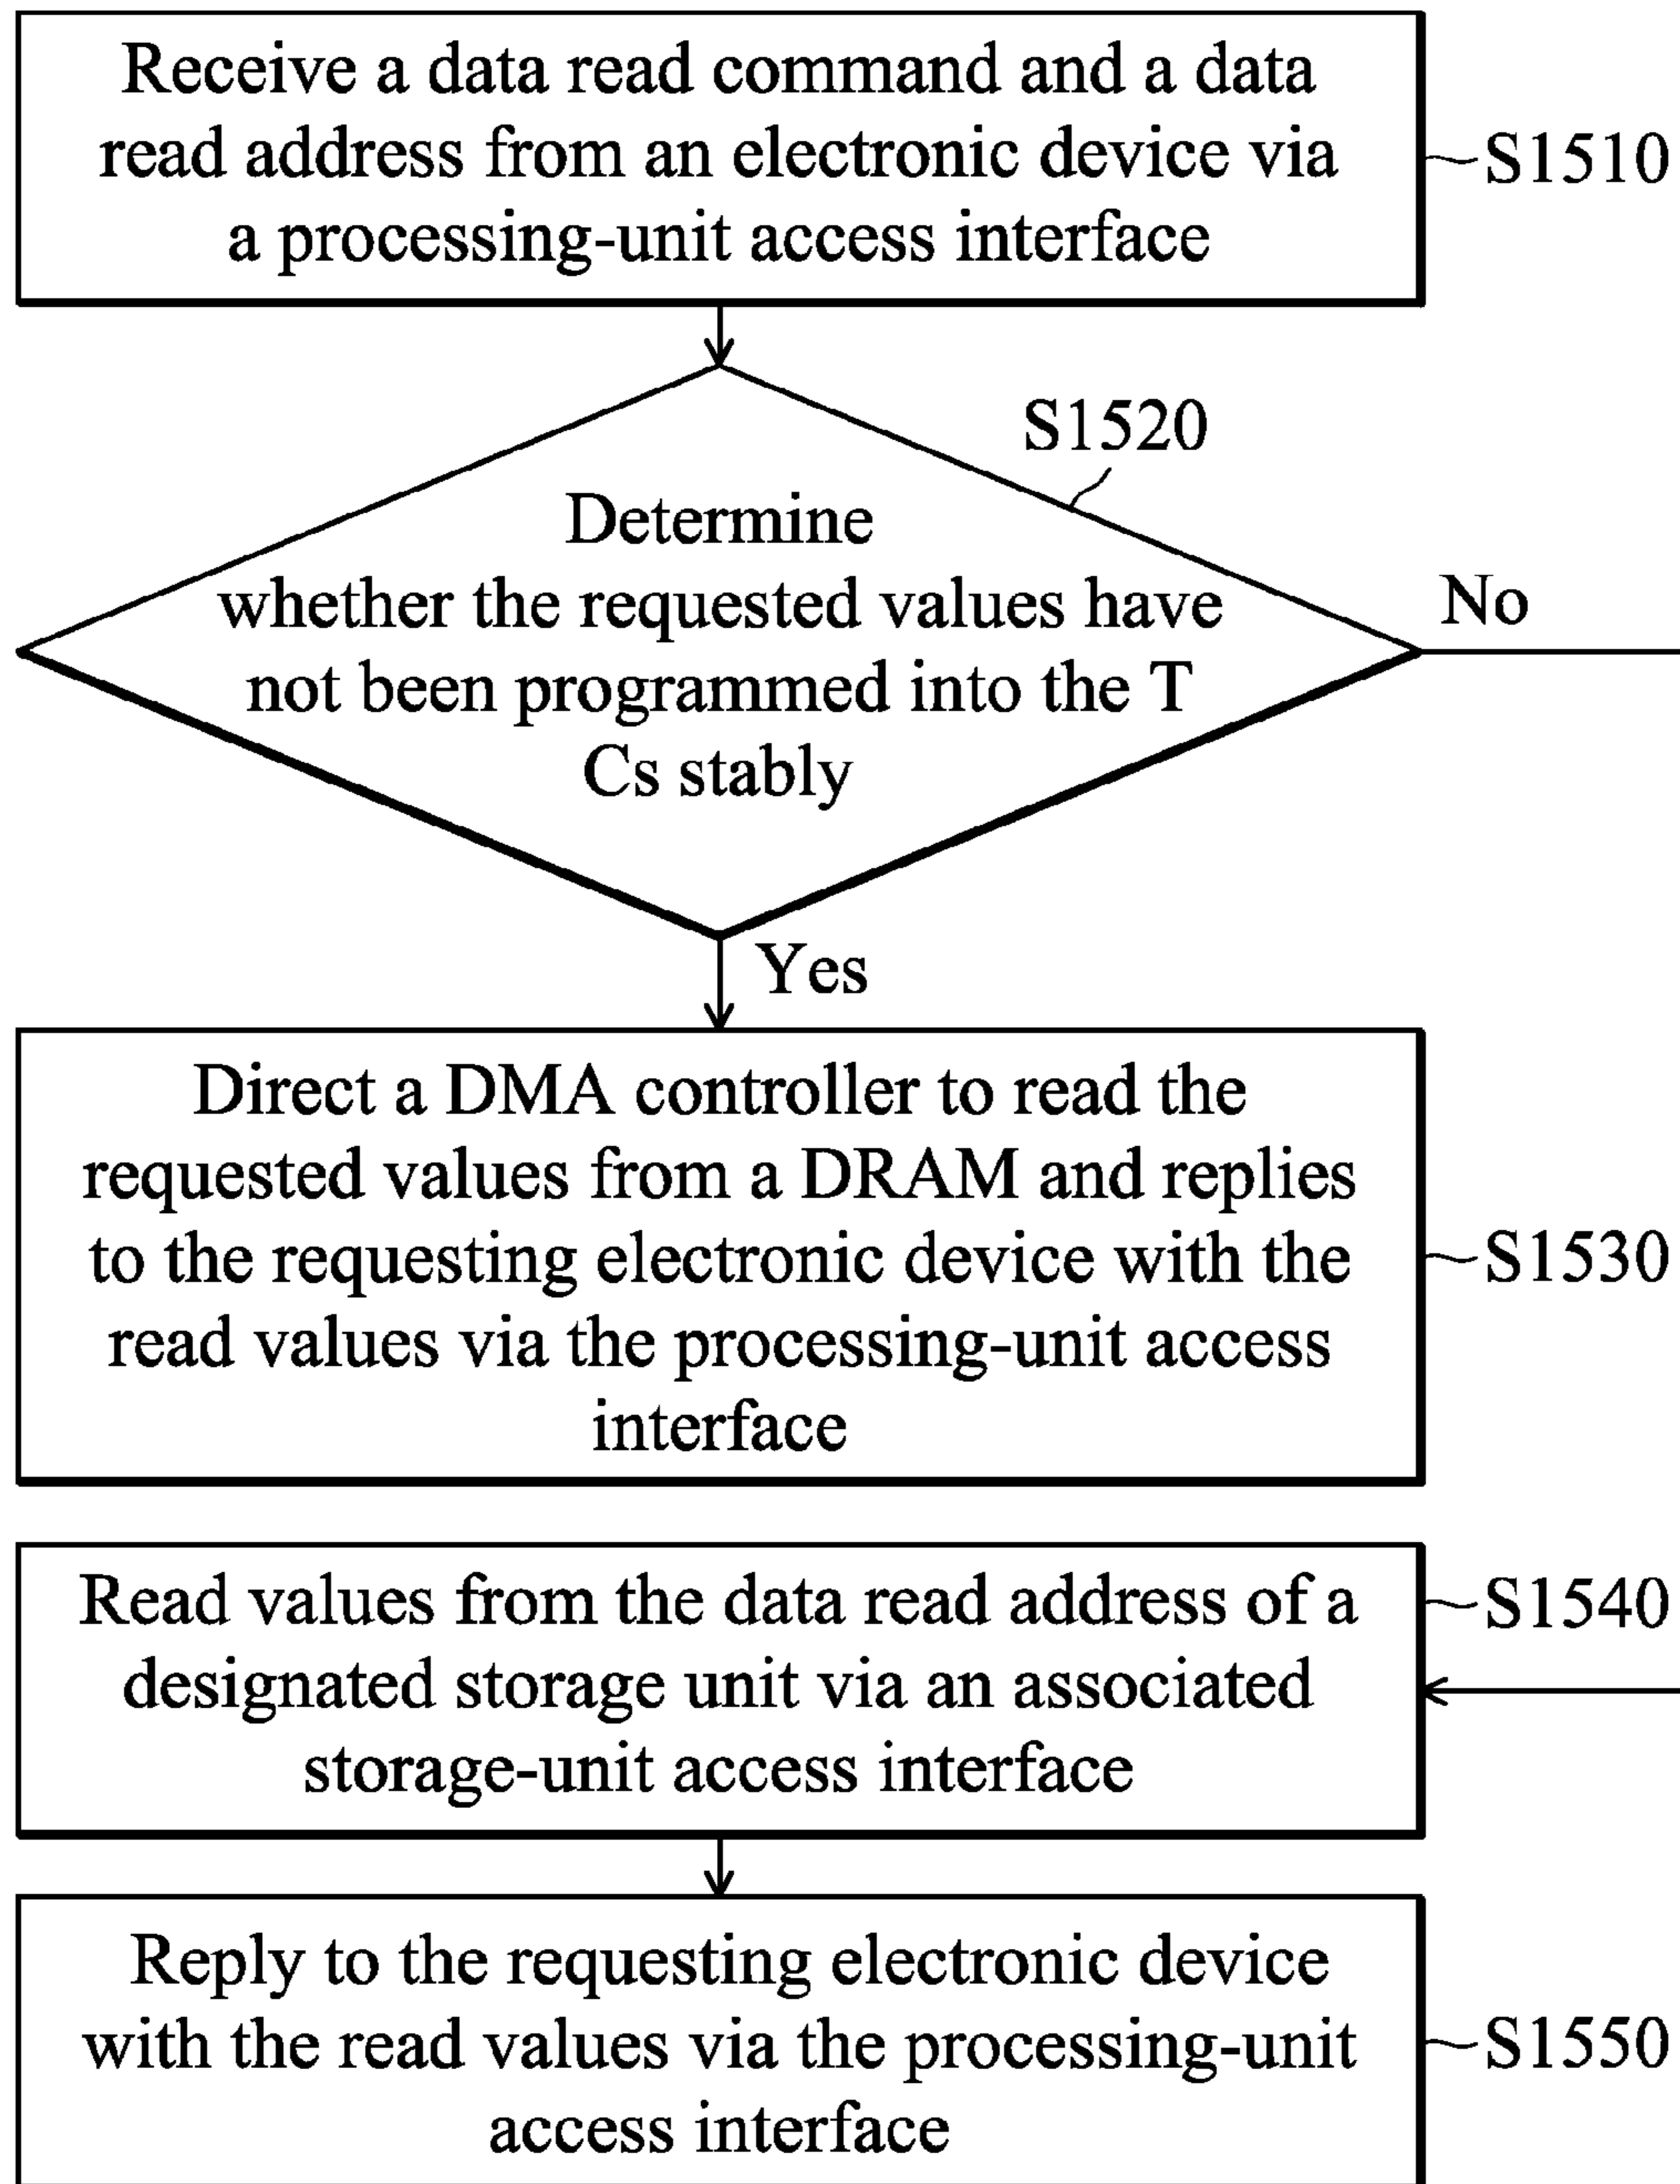 Receive a data read command and a data
read address from an electronic device via
a processing-unit access interface
S1510
S1520
Determine
whether the requested values have
not been programmed into the T
Cs stably
No
Yes
Direct a DMA controller to read the
requested values from a DRAM and replies
to the requesting electronic device with the
read values via the processing-unit access
interface
S1530
Read values from the data read address of a
designated storage unit via an associated
storage-unit access interface
S1540
Reply to the requesting electronic device
with the read values via the processing-unit
access interface
S1550